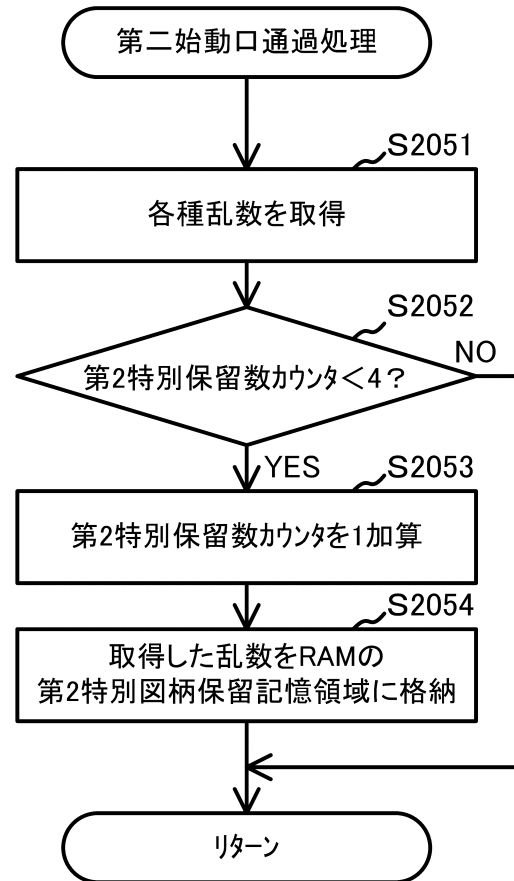 第二始動口通過処理
S2051
各種乱数を取得
S2052
第2特別保留数ｶｳﾝﾀ＜4？
NO
YES
S2053
第2特別保留数ｶｳﾝﾀを1加算
S2054
取得した乱数をRAMの
第2特別図柄保留記憶領域に格納
ﾘﾀｰﾝ